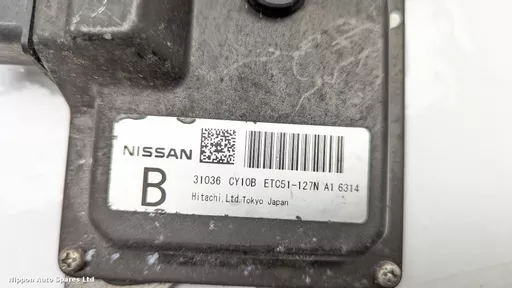 NISSAN
B
31036 CY10B ETC51-127N A1 6314
Hitachi,Ltd.Tokyo Japan
Nippon Auto Spares Ltd